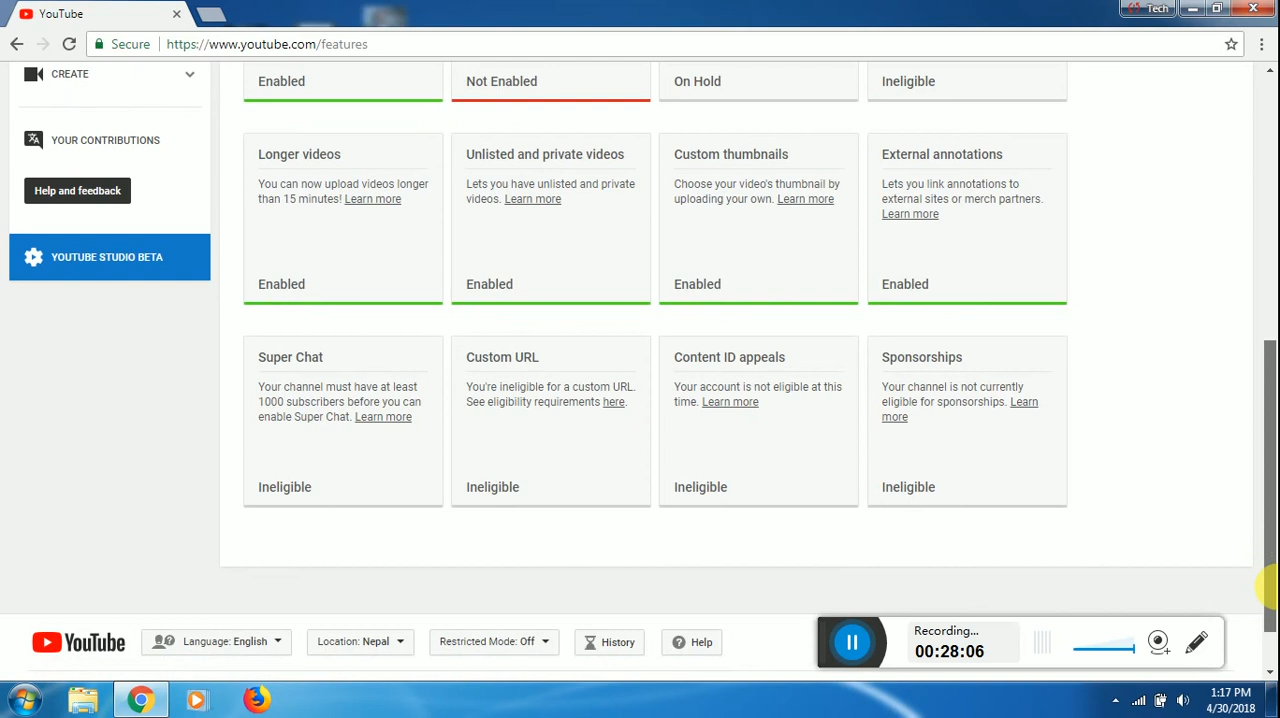 YouTube
Tech
Secure
https://www.youtube.com/features
CREATE
Enabled
Not Enabled
On Hold
Ineligible
YOUR CONTRIBUTIONS
Help and feedback
YOUTUBE STUDIO BETA
Longer videos
You can now upload videos longer
than 15 minutes! Learn more
Enabled
Unlisted and private videos
Lets you have unlisted and private
videos. Learn more
Enabled
Custom thumbnails
Choose your video's thumbnail by
uploading your own. Learn more
Enabled
External annotations
Lets you link annotations to
external sites or merch partners.
Learn more
Enabled
Super Chat
Your channel must have at least
1000 subscribers before you can
enable Super Chat. Learn more
Ineligible
Custom URL
You're ineligible for a custom URL.
See eligibility requirements here.
Ineligible
Content ID appeals
Your account is not eligible at this
time. Learn more
Ineligible
Sponsorships
Your channel is not currently
eligible for sponsorships. Learn
more
Ineligible
YouTube
Language: English
Location: Nepal
Restricted Mode: Off
History
Help
Recording...
00:28:06
1:17 PM
4/30/2018